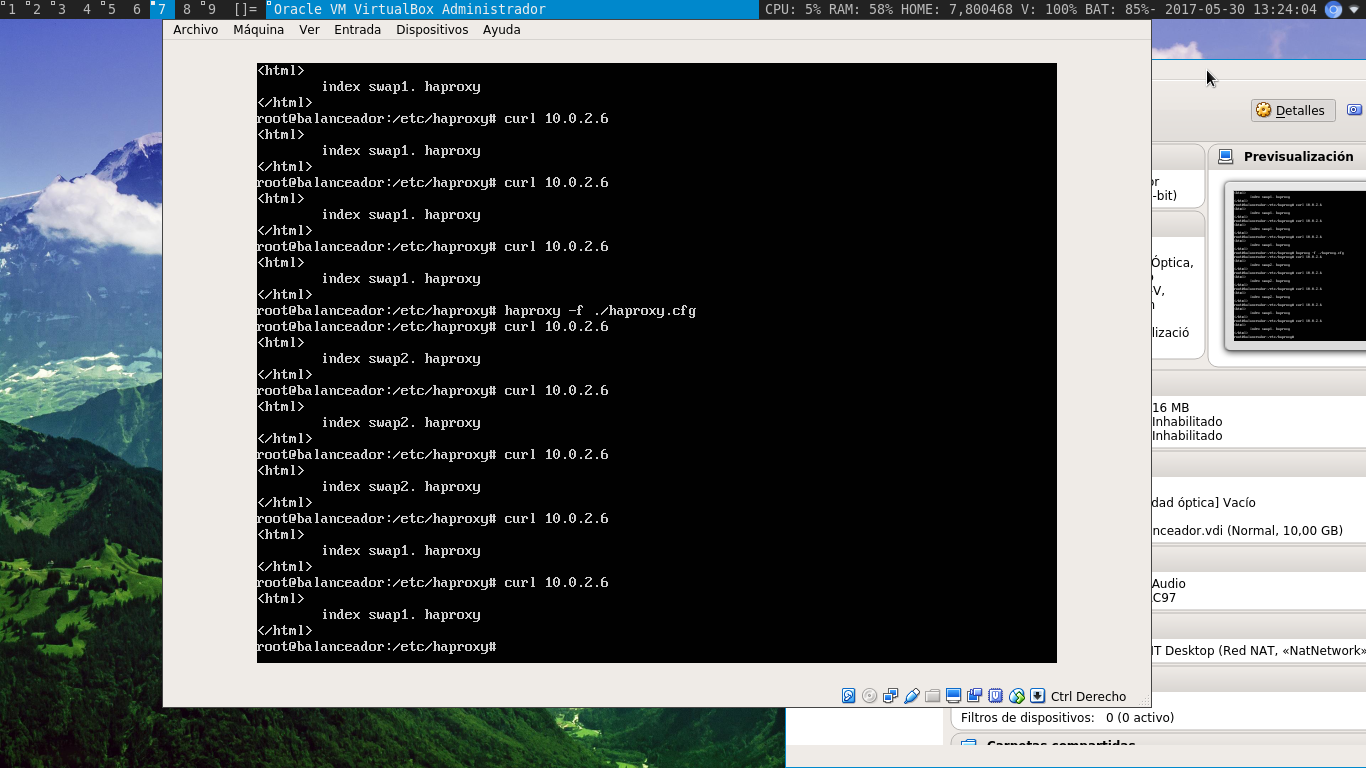 1 2 3 4 5 6 7 8 9 []= Oracle VM VirtualBox Administrador CPU: 5% RAM: 58% HOME: 7,800468 V: 100% BAT: 85%- 2017-05-30 13:24:04
Archivo Máquina Ver Entrada Dispositivos Ayuda
<html>
index swap1. haproxy
</html>
root@balanceador:/etc/haproxy# curl 10.0.2.6
<html>
index swap1. haproxy
</html>
root@balanceador:/etc/haproxy# curl 10.0.2.6
<html>
index swap1. haproxy
</html>
root@balanceador:/etc/haproxy# curl 10.0.2.6
<html>
index swap1. haproxy
</html>
root@balanceador:/etc/haproxy# haproxy -f ./haproxy.cfg
root@balanceador:/etc/haproxy# curl 10.0.2.6
<html>
index swap2. haproxy
</html>
root@balanceador:/etc/haproxy# curl 10.0.2.6
<html>
index swap2. haproxy
</html>
root@balanceador:/etc/haproxy# curl 10.0.2.6
<html>
index swap2. haproxy
</html>
root@balanceador:/etc/haproxy# curl 10.0.2.6
<html>
index swap1. haproxy
</html>
root@balanceador:/etc/haproxy# curl 10.0.2.6
<html>
index swap1. haproxy
</html>
root@balanceador:/etc/haproxy#
Ctrl Derecho
Detalles
Previsualización
or
-bit)
Óptica,
-V,
n
lizació
16 MB
Inhabilitado
Inhabilitado
dad óptica] Vacío
nceador.vdi (Normal, 10,00 GB)
Audio
C97
IT Desktop (Red NAT, «NatNetwork»
Filtros de dispositivos: 0 (0 activo)
Carpetas compartidas